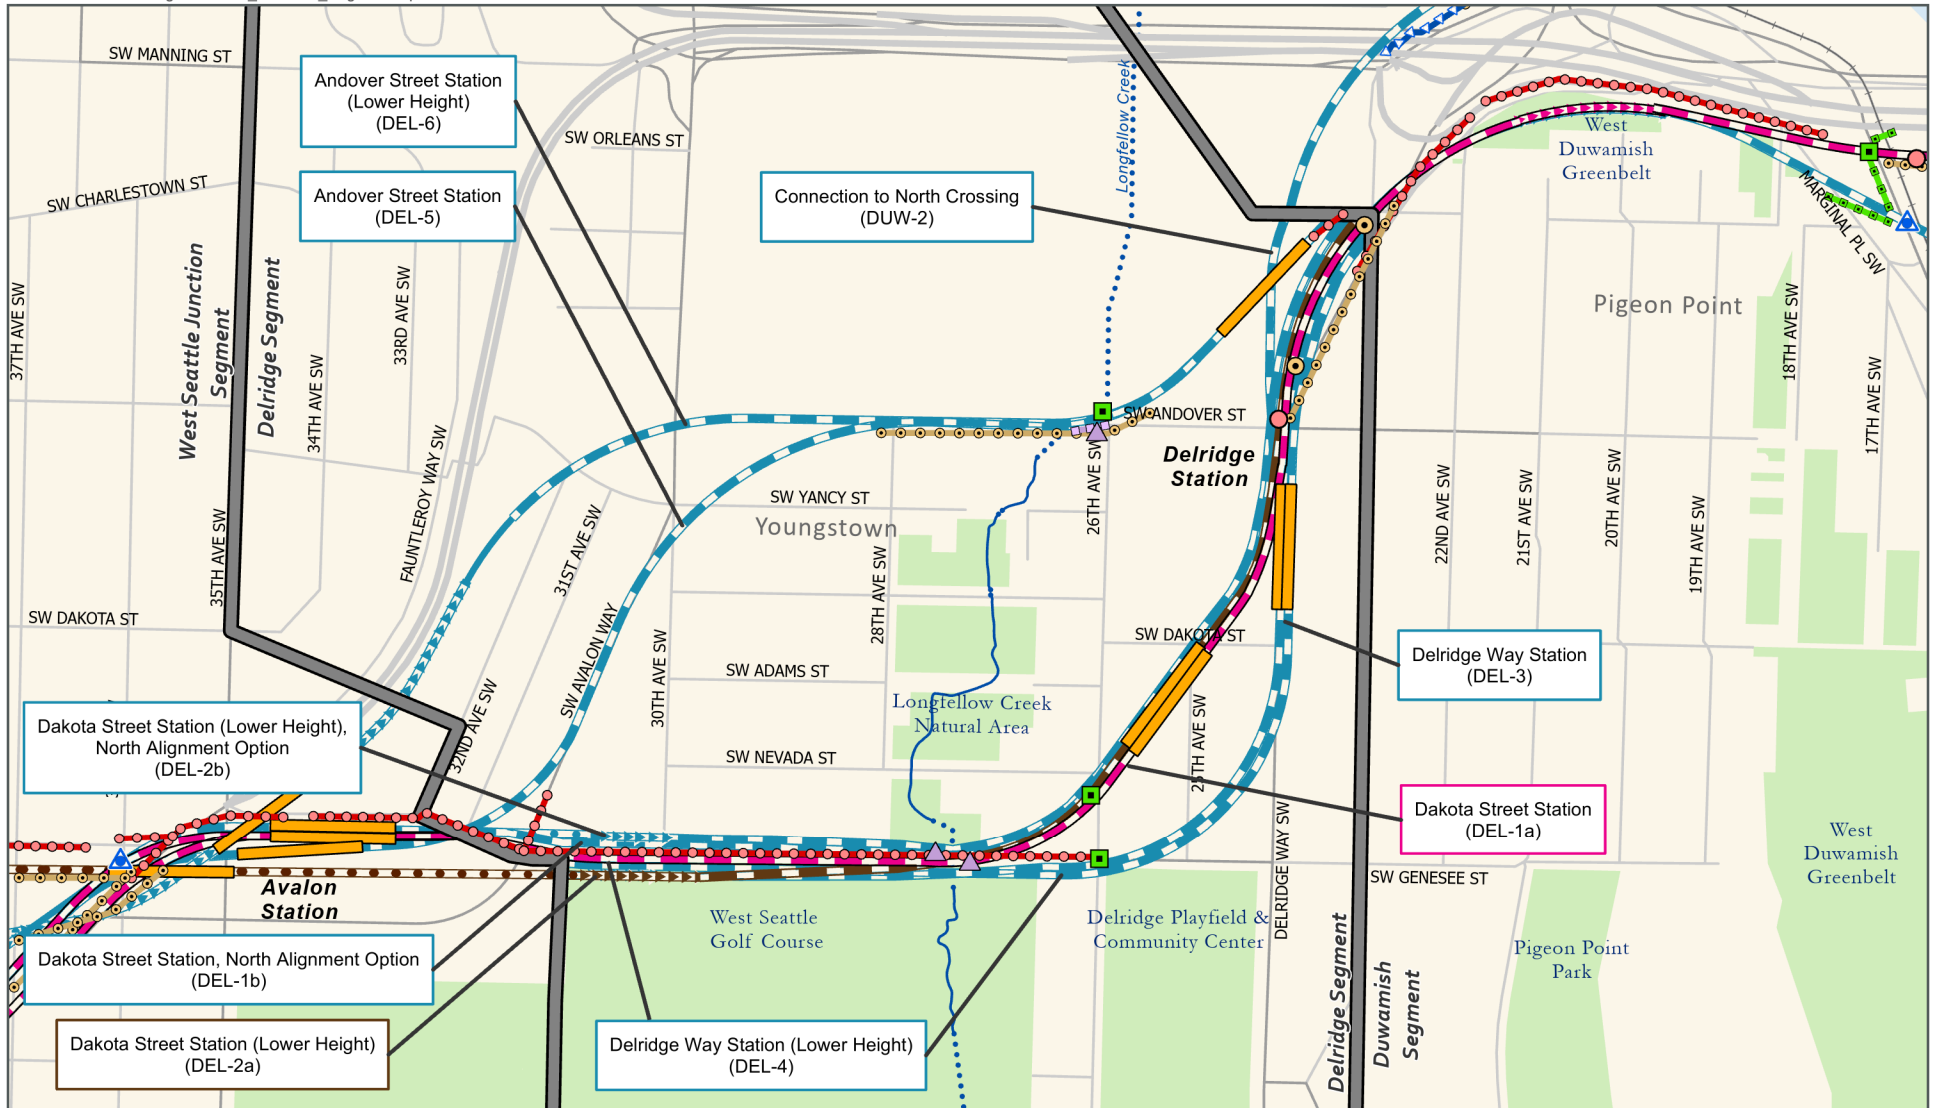 SW MANNING ST
Andover Street Station
(Lower Height)
(DEL-6)
SW ORLEANS ST
Longfellow Creek
West
Duwamish
Greenbelt
SW CHARLESTOWN ST
Andover Street Station
(DEL-5)
Connection to North Crossing
(DUW-2)
MARGINAL PL SW
37TH AVE SW
West Seattle Junction
Segment
Delridge Segment
34TH AVE SW
33RD AVE SW
Pigeon Point
18TH AVE SW
17TH AVE SW
SW ANDOVER ST
Delridge
Station
FAUNTLEROY WAY SW
SW YANCY ST
Youngstown
26TH AVE SW
22ND AVE SW
21ST AVE SW
20TH AVE SW
19TH AVE SW
35TH AVE SW
31ST AVE SW
28TH AVE SW
SW DAKOTA ST
SW AVALON WAY
30TH AVE SW
SW DAKOTA ST
Delridge Way Station
(DEL-3)
SW ADAMS ST
Longfellow Creek
Natural Area
32ND AVE SW
25TH AVE SW
Dakota Street Station (Lower Height),
North Alignment Option
(DEL-2b)
SW NEVADA ST
Dakota Street Station
(DEL-1a)
DELRIDGE WAY SW
West
Duwamish
Greenbelt
SW GENESEE ST
Avalon
Station
West Seattle
Golf Course
Delridge Playfield &
Community Center
Pigeon Point
Park
Dakota Street Station, North Alignment Option
(DEL-1b)
Delridge Segment
Duwamish
Segment
Dakota Street Station (Lower Height)
(DEL-2a)
Delridge Way Station (Lower Height)
(DEL-4)